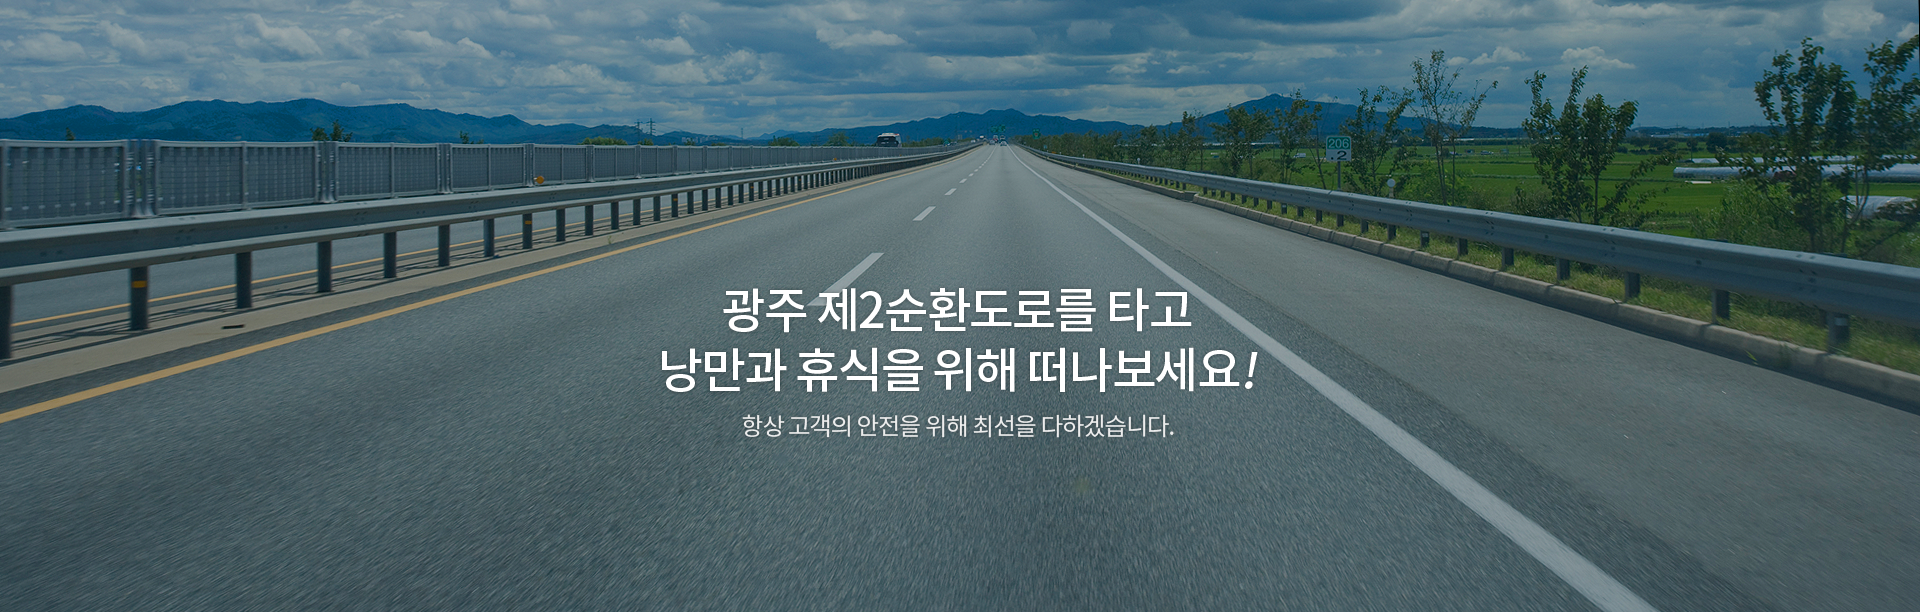 206
.2
광주 제2순환도로를 타고
낭만과 휴식을 위해 떠나보세요!
항상 고객의 안전을 위해 최선을 다하겠습니다.